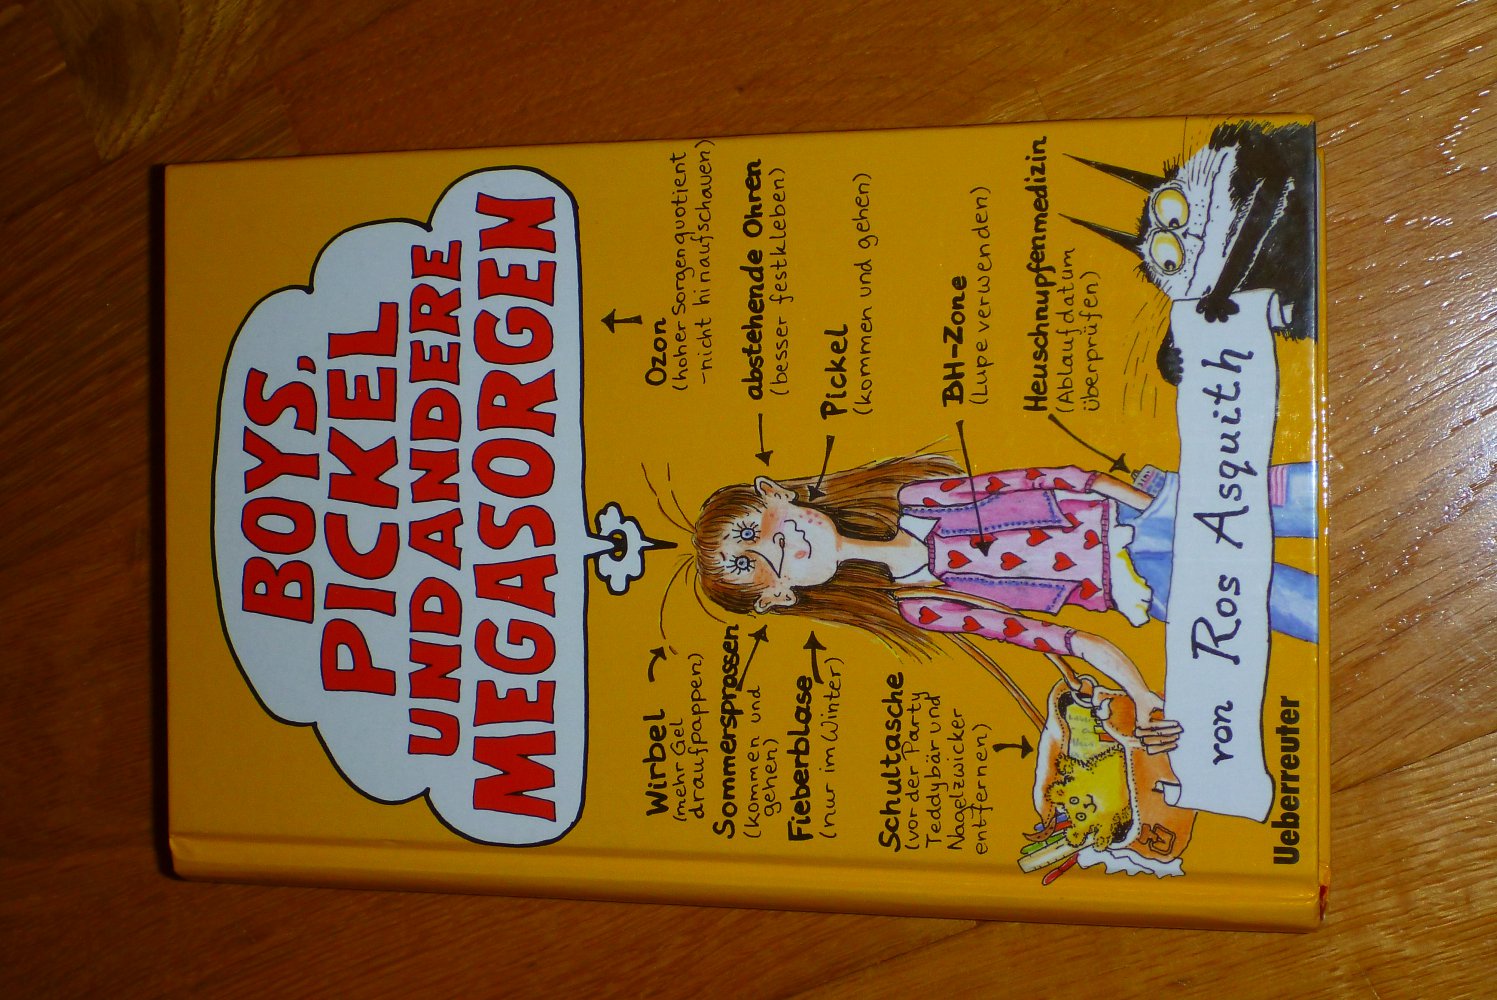 BOYS,
PICKEL
UND ANDERE
MEGASORGEN
Ozon
(hoher Sorgenquotient
-nicht hinaufschauen)
Wirbel
(mehr Gel
draufpappen)
abstehende Ohren
(besser festkleben)
Sommersprossen
(kommen und
gehen)
Pickel
(kommen und gehen)
Fieberblase
(nur im Winter)
BH-Zone
(Lupe verwenden)
Schultasche
(vor der Party
Teddybär und
Nagelzwicker
entfernen)
Heuschnupfenmedizin
(Ablaufdatum
überprüfen)
von Ros Asquith
Ueberreuter